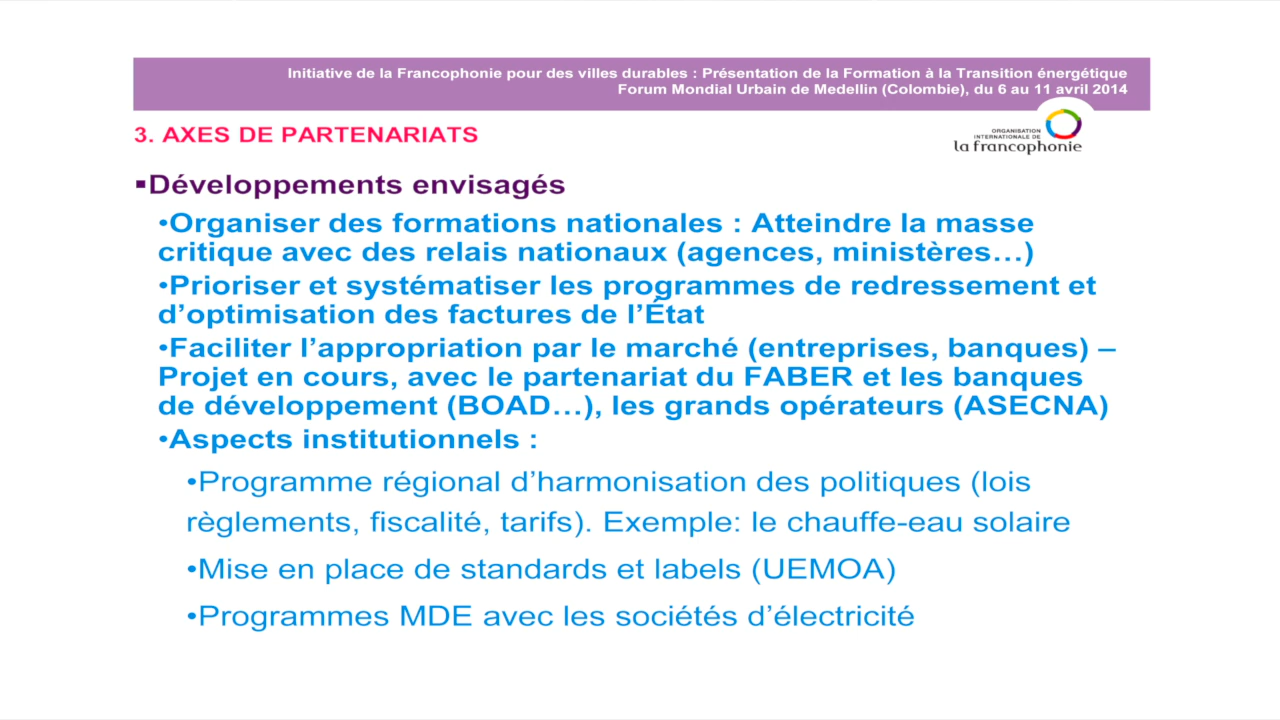 Initiative de la Francophonie pour des villes durables : Présentation de la Formation à la Transition énergétique
Forum Mondial Urbain de Medellin (Colombie), du 6 au 11 avril 2014
ORGANISATION
INTERNATIONALE DE
la francophonie
3. AXES DE PARTENARIATS
▪Développements envisagés
•Organiser des formations nationales : Atteindre la masse
critique avec des relais nationaux (agences, ministères…)
•Prioriser et systématiser les programmes de redressement et
d’optimisation des factures de l’État
•Faciliter l’appropriation par le marché (entreprises, banques) –
Projet en cours, avec le partenariat du FABER et les banques
de développement (BOAD…), les grands opérateurs (ASECNA)
•Aspects institutionnels :
•Programme régional d’harmonisation des politiques (lois
règlements, fiscalité, tarifs). Exemple: le chauffe-eau solaire
•Mise en place de standards et labels (UEMOA)
•Programmes MDE avec les sociétés d’électricité